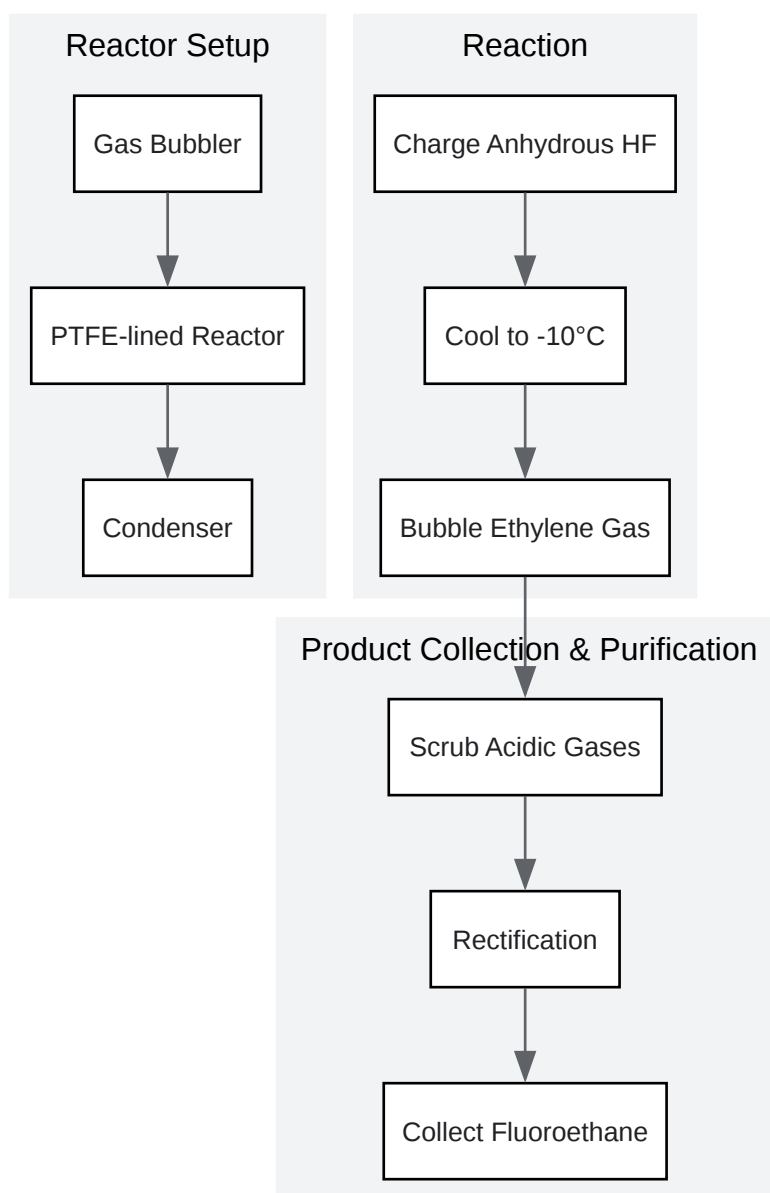 Reactor Setup
Gas Bubbler
PTFE-lined Reactor
Condenser
Reaction
Charge Anhydrous HF
Cool to -10°C
Bubble Ethylene Gas
Product Collection & Purification
Scrub Acidic Gases
Rectification
Collect Fluoroethane